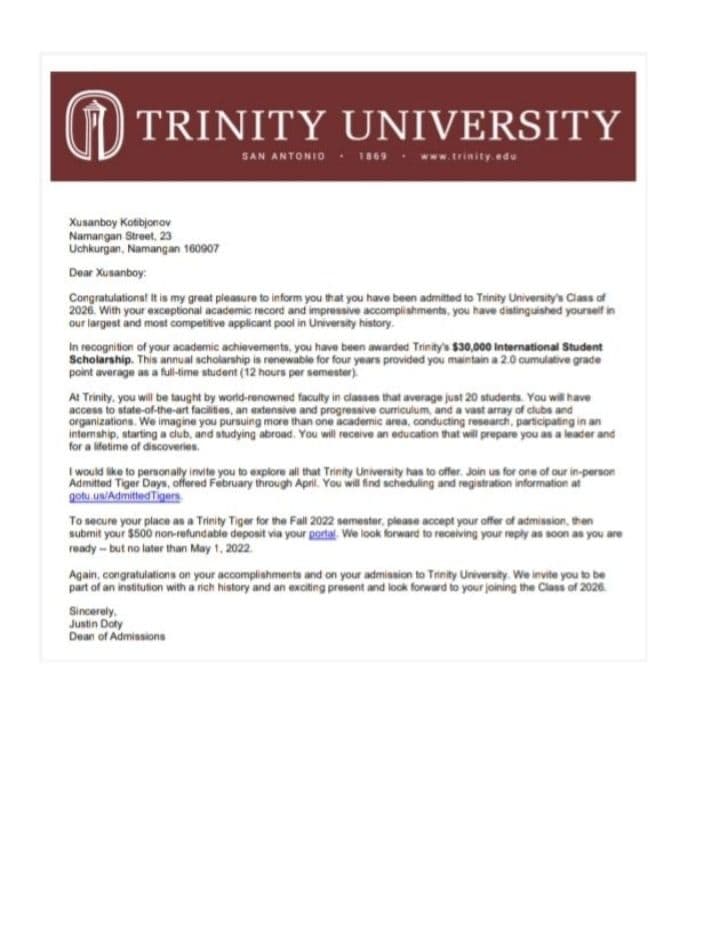 TRINITY UNIVERSITY
SAN ANTONIO · 1869 · www.trinity.edu
Xusanboy Kotibjonov
Namangan Street, 23
Uchkurgan, Namangan 160907
Dear Xusanboy:
Congratulations! It is my great pleasure to inform you that you have been admitted to Trinity University's Class of
2026. With your exceptional academic record and impressive accomplishments, you have distinguished yourself in
our largest and most competitive applicant pool in University history.
In recognition of your academic achievements, you have been awarded Trinity's $30,000 International Student
Scholarship. This annual scholarship is renewable for four years provided you maintain a 2.0 cumulative grade
point average as a full-time student (12 hours per semester).
At Trinity, you will be taught by world-renowned faculty in classes that average just 20 students. You will have
access to state-of-the-art facilities, an extensive and progressive curriculum, and a vast array of clubs and
organizations. We imagine you pursuing more than one academic area, conducting research, participating in an
internship, starting a club, and studying abroad. You will receive an education that will prepare you as a leader and
for a lifetime of discoveries.
I would like to personally invite you to explore all that Trinity University has to offer. Join us for one of our in-person
Admitted Tiger Days, offered February through April. You will find scheduling and registration information at
gotu.us/AdmittedTigers.
To secure your place as a Trinity Tiger for the Fall 2022 semester, please accept your offer of admission, then
submit your $500 non-refundable deposit via your portal. We look forward to receiving your reply as soon as you are
ready – but no later than May 1, 2022.
Again, congratulations on your accomplishments and on your admission to Trinity University. We invite you to be
part of an institution with a rich history and an exciting present and look forward to your joining the Class of 2026.
Sincerely,
Justin Doty
Dean of Admissions